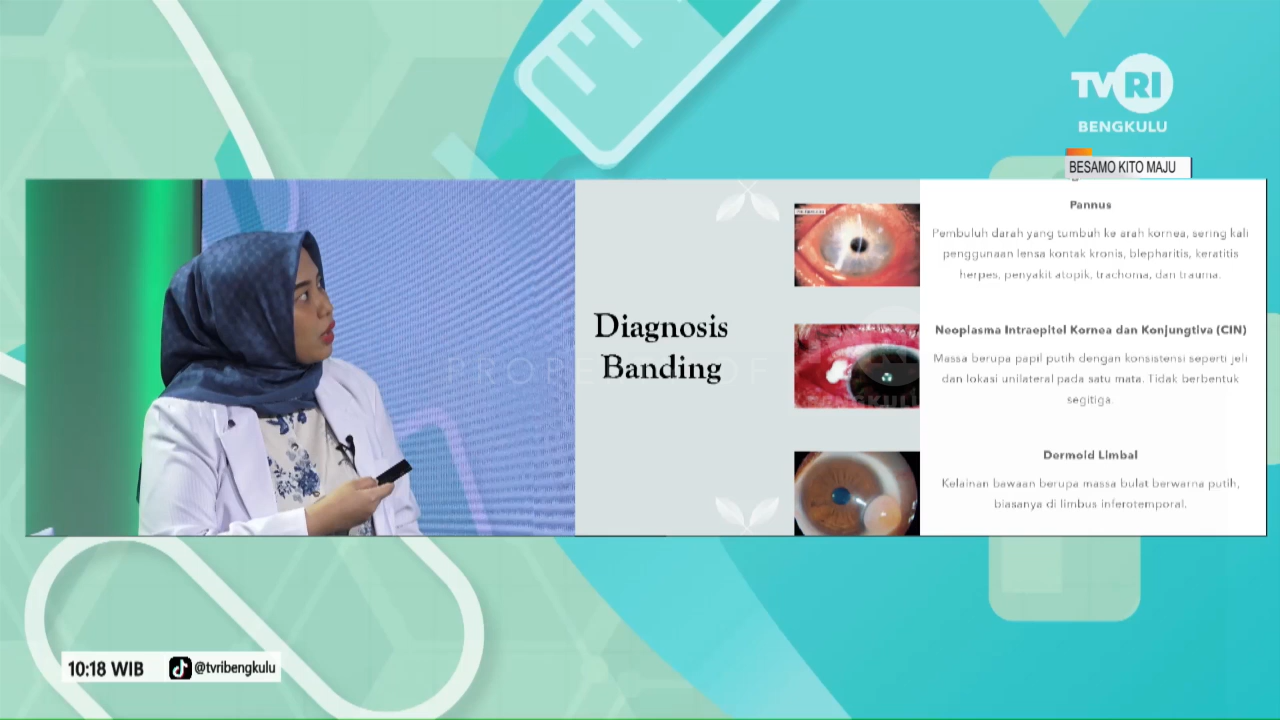 TVRI
BENGKULU
BESAMO KITO MAJU
Diagnosis
Banding
Pannus
Pembuluh darah yang tumbuh ke arah kornea, sering kali
penggunaan lensa kontak kronis, blepharitis, keratitis
herpes, penyakit atopik, trachoma, dan trauma.
Neoplasma Intraepitel Kornea dan Konjungtiva (CIN)
Massa berupa papil putih dengan konsistensi seperti jeli
dan lokasi unilateral pada satu mata. Tidak berbentuk
segitiga.
Dermoid Limbal
Kelainan bawaan berupa massa bulat berwarna putih,
biasanya di limbus inferotemporal.
10:18 WIB
@tvribengkulu